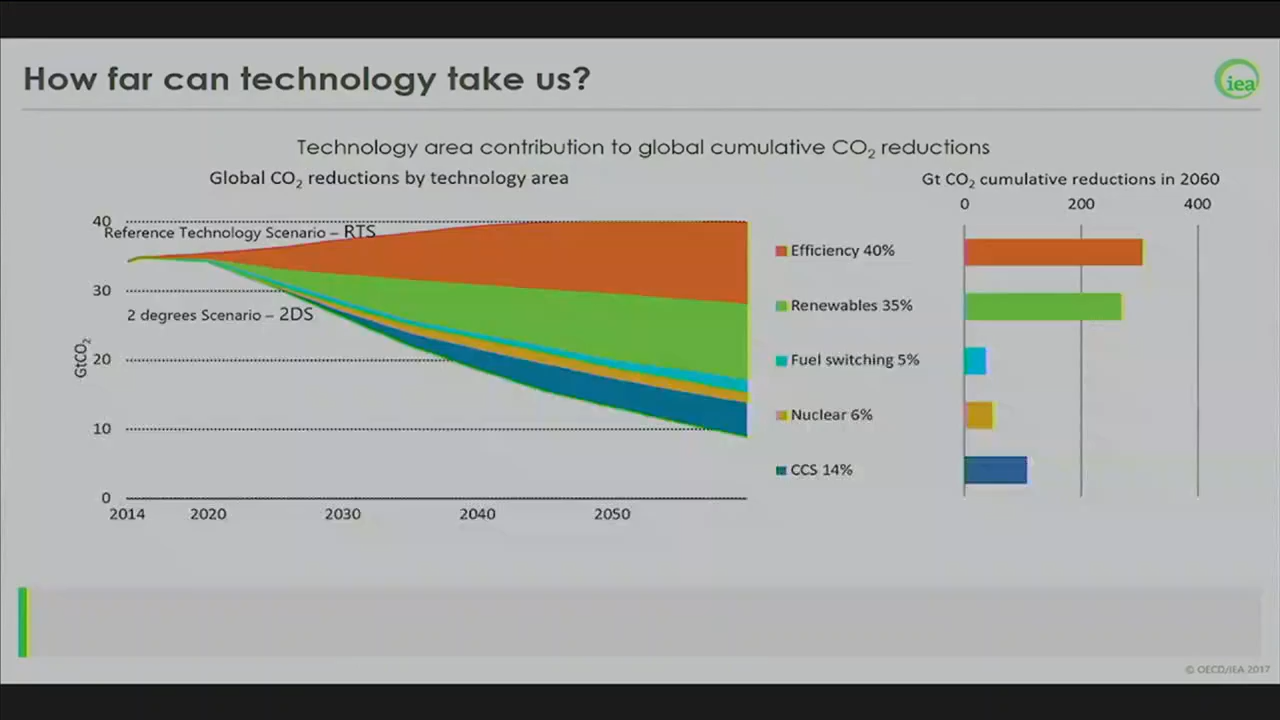 How far can technology take us?
iea
Technology area contribution to global cumulative CO₂ reductions
Global CO₂ reductions by technology area
GtCO₂
40
30
20
10
0
Reference Technology Scenario – RTS
2 degrees Scenario – 2DS
2014 2020 2030 2040 2050
Efficiency 40%
Renewables 35%
Fuel switching 5%
Nuclear 6%
CCS 14%
Gt CO₂ cumulative reductions in 2060
0 200 400
© OECD/IEA 2017